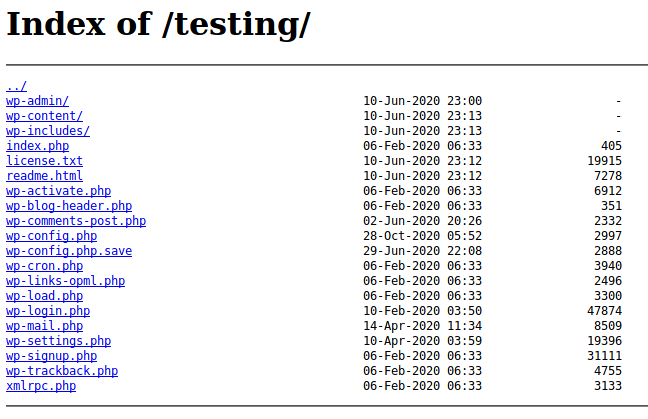 Index of /testing/
../
wp-admin/ 10-Jun-2020 23:00 -
wp-content/ 10-Jun-2020 23:13 -
wp-includes/ 10-Jun-2020 23:13 -
index.php 06-Feb-2020 06:33 405
license.txt 10-Jun-2020 23:12 19915
readme.html 10-Jun-2020 23:12 7278
wp-activate.php 06-Feb-2020 06:33 6912
wp-blog-header.php 06-Feb-2020 06:33 351
wp-comments-post.php 02-Jun-2020 20:26 2332
wp-config.php 28-Oct-2020 05:52 2997
wp-config.php.save 29-Jun-2020 22:08 2888
wp-cron.php 06-Feb-2020 06:33 3940
wp-links-opml.php 06-Feb-2020 06:33 2496
wp-load.php 06-Feb-2020 06:33 3300
wp-login.php 10-Feb-2020 03:50 47874
wp-mail.php 14-Apr-2020 11:34 8509
wp-settings.php 10-Apr-2020 03:59 19396
wp-signup.php 06-Feb-2020 06:33 31111
wp-trackback.php 06-Feb-2020 06:33 4755
xmlrpc.php 06-Feb-2020 06:33 3133